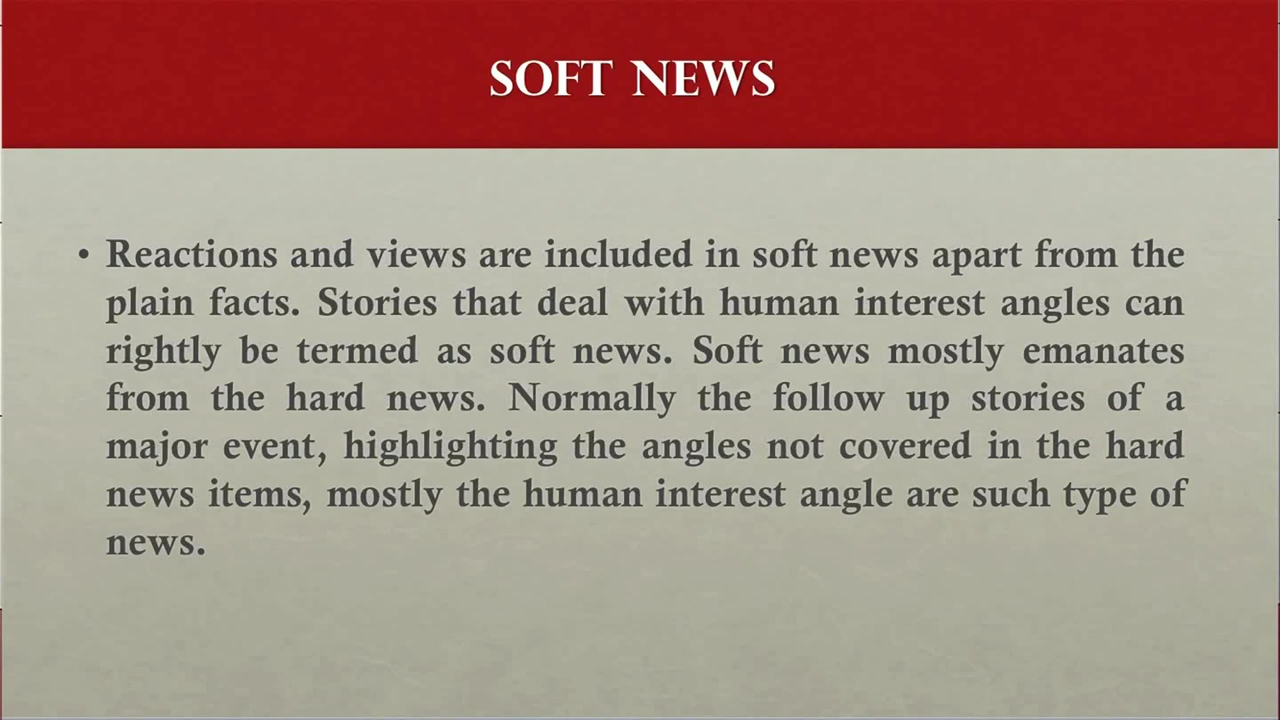 SOFT NEWS
• Reactions and views are included in soft news apart from the
plain facts. Stories that deal with human interest angles can
rightly be termed as soft news. Soft news mostly emanates
from the hard news. Normally the follow up stories of a
major event, highlighting the angles not covered in the hard
news items, mostly the human interest angle are such type of
news.